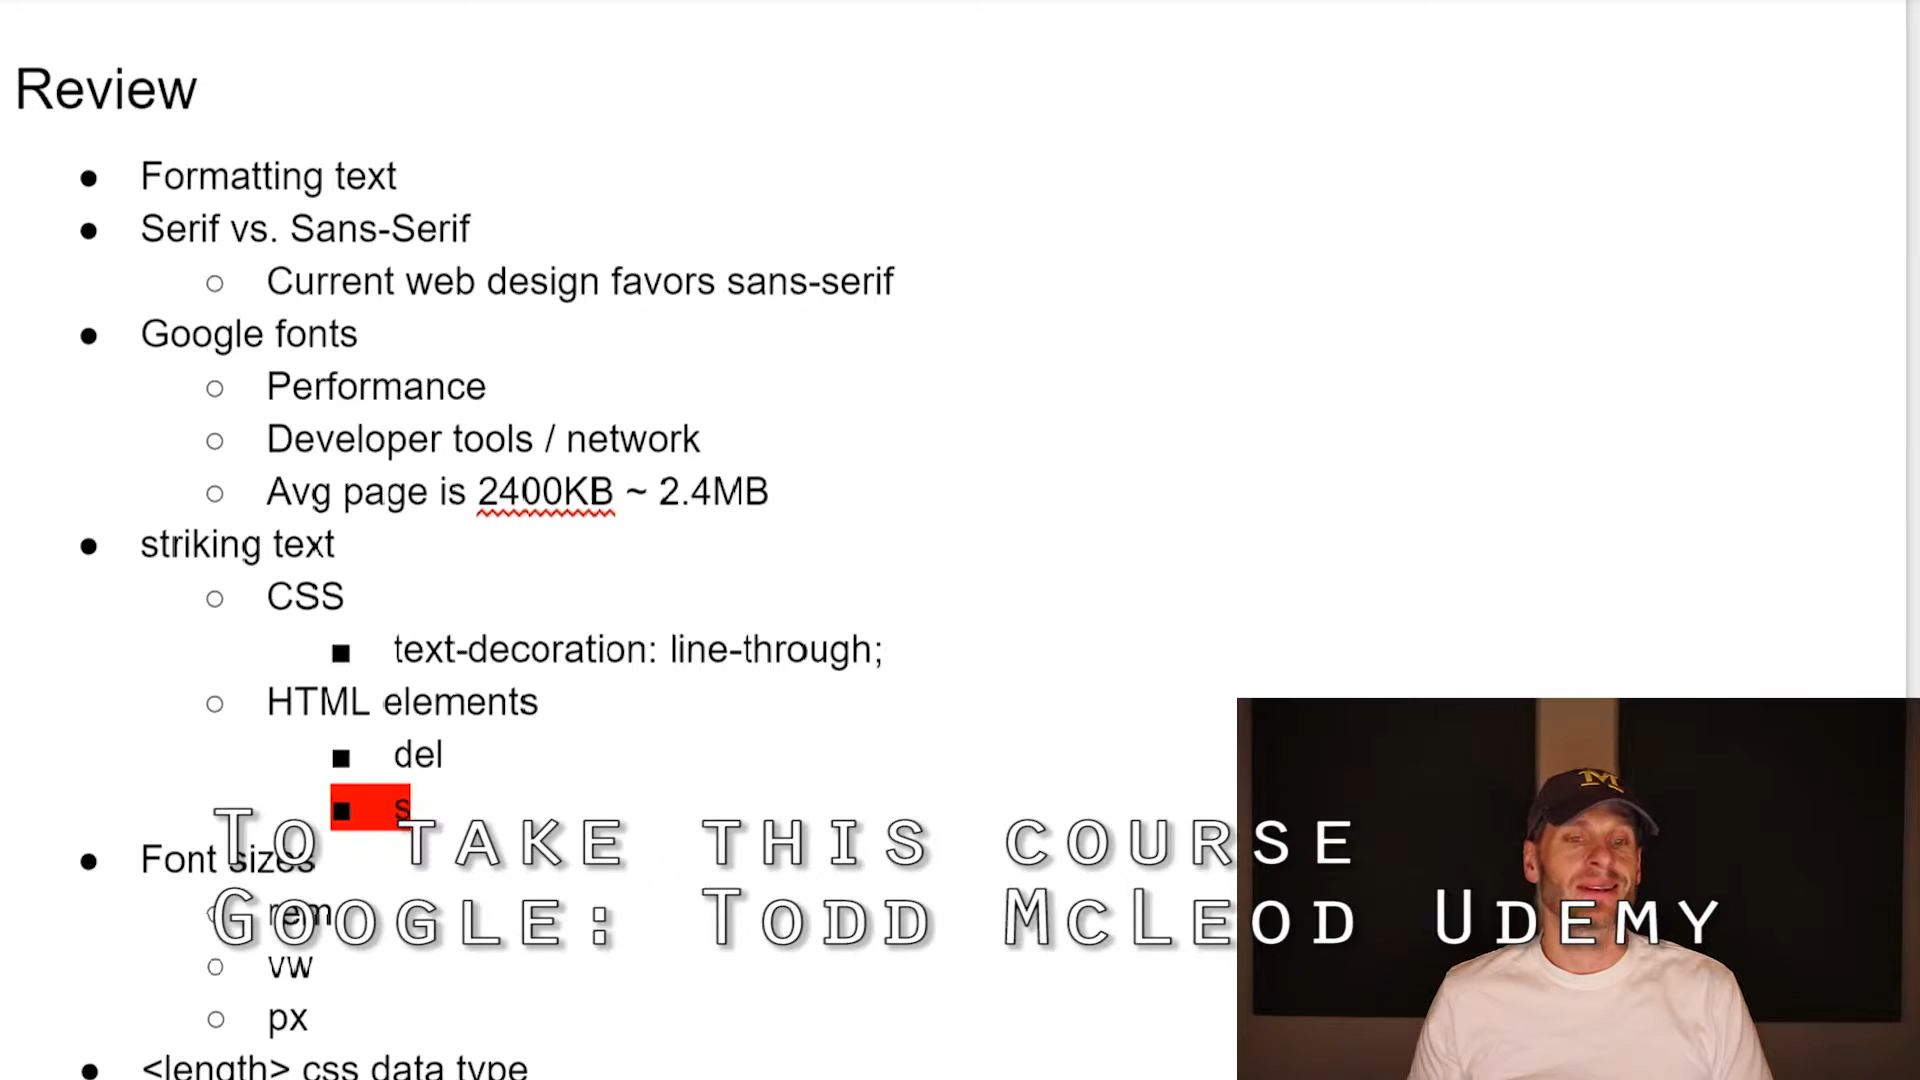 Review
● Formatting text
● Serif vs. Sans-Serif
○ Current web design favors sans-serif
● Google fonts
○ Performance
○ Developer tools / network
○ Avg page is 2400KB ~ 2.4MB
● striking text
○ CSS
■ text-decoration: line-through;
○ HTML elements
■ del
■ s
● Font sizes
○ rem
○ vw
○ px
● <length> css data type
To take this course
Google: Todd McLeod Udemy
M